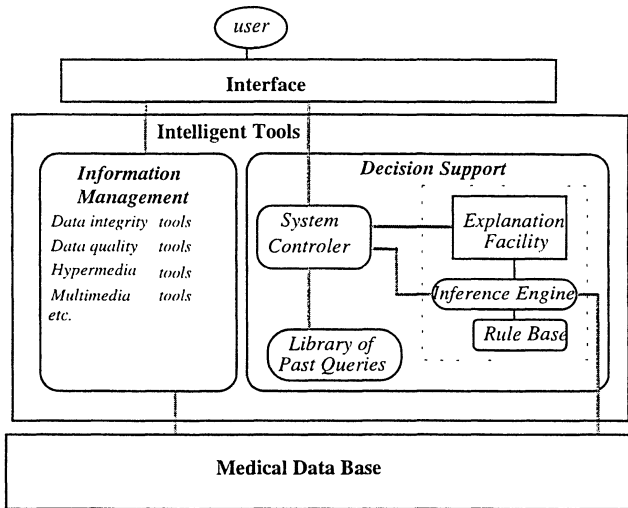 user
Interface
Intelligent Tools
Information
Management
Data integrity tools
Data quality tools
Hypermedia tools
Multimedia tools
etc.
Decision Support
System
Controler
Explanation
Facility
Inference Engine
Rule Base
Library of
Past Queries
Medical Data Base